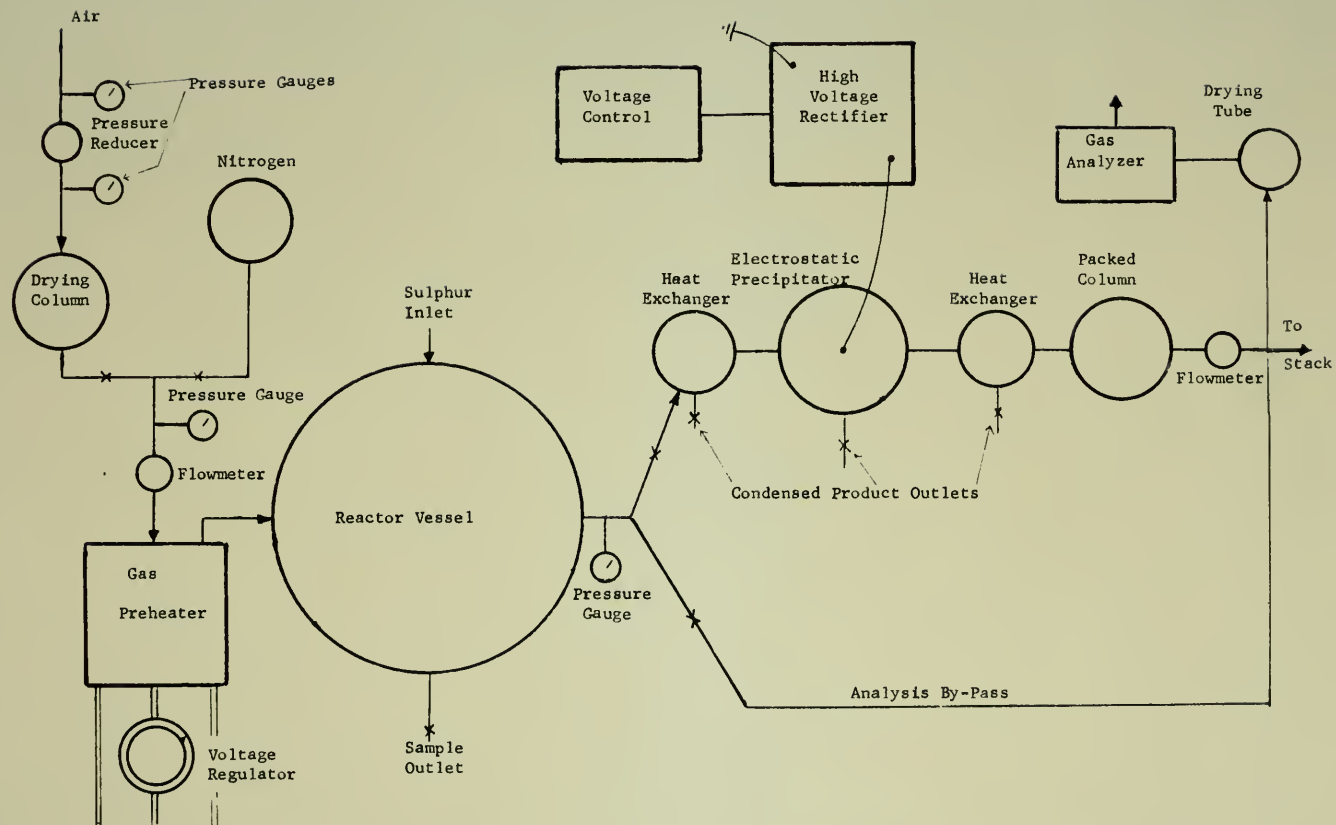 Air
Pressure Gauges
Pressure
Reducer
Nitrogen
Drying
Column
Pressure Gauge
Flowmeter
Gas
Preheater
Voltage
Regulator
Sulphur
Inlet
Reactor Vessel
Sample
Outlet
Pressure
Gauge
Voltage
Control
High
Voltage
Rectifier
Heat
Exchanger
Electrostatic
Precipitator
Heat
Exchanger
Packed
Column
Condensed Product Outlets
Flowmeter
To
Stack
Gas
Analyzer
Drying
Tube
Analysis By-Pass